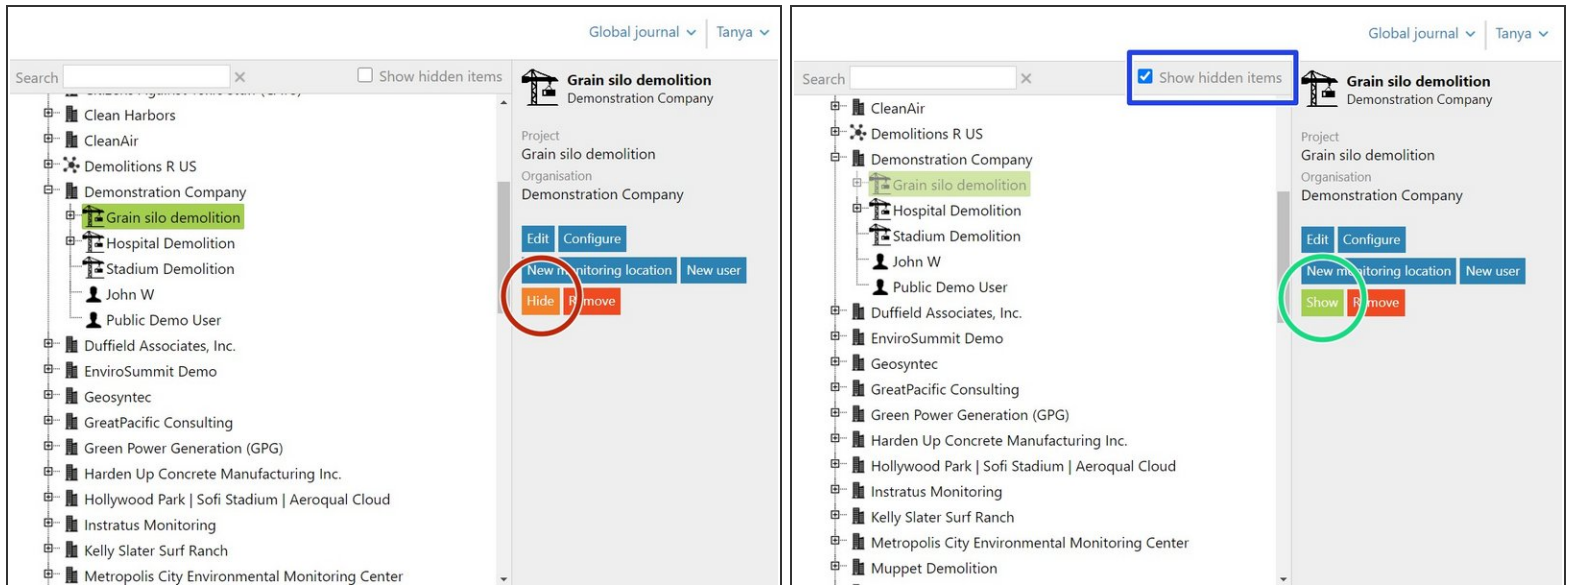 Global journal Tanya
Search Show hidden items
Clean Harbors
CleanAir
Demolitions R US
Demonstration Company
Grain silo demolition
Hospital Demolition
Stadium Demolition
John W
Public Demo User
Duffield Associates, Inc.
EnviroSummit Demo
Geosyntec
GreatPacific Consulting
Green Power Generation (GPG)
Harden Up Concrete Manufacturing Inc.
Hollywood Park | Sofi Stadium | Aeroqual Cloud
Instratus Monitoring
Kelly Slater Surf Ranch
Metropolis City Environmental Monitoring Center
Grain silo demolition
Demonstration Company
Project
Grain silo demolition
Organisation
Demonstration Company
Edit Configure
New monitoring location New user
Hide Remove
Global journal Tanya
Search Show hidden items
CleanAir
Demolitions R US
Demonstration Company
Grain silo demolition
Hospital Demolition
Stadium Demolition
John W
Public Demo User
Duffield Associates, Inc.
EnviroSummit Demo
Geosyntec
GreatPacific Consulting
Green Power Generation (GPG)
Harden Up Concrete Manufacturing Inc.
Hollywood Park | Sofi Stadium | Aeroqual Cloud
Instratus Monitoring
Kelly Slater Surf Ranch
Metropolis City Environmental Monitoring Center
Muppet Demolition
Grain silo demolition
Demonstration Company
Project
Grain silo demolition
Organisation
Demonstration Company
Edit Configure
New monitoring location New user
Show Remove